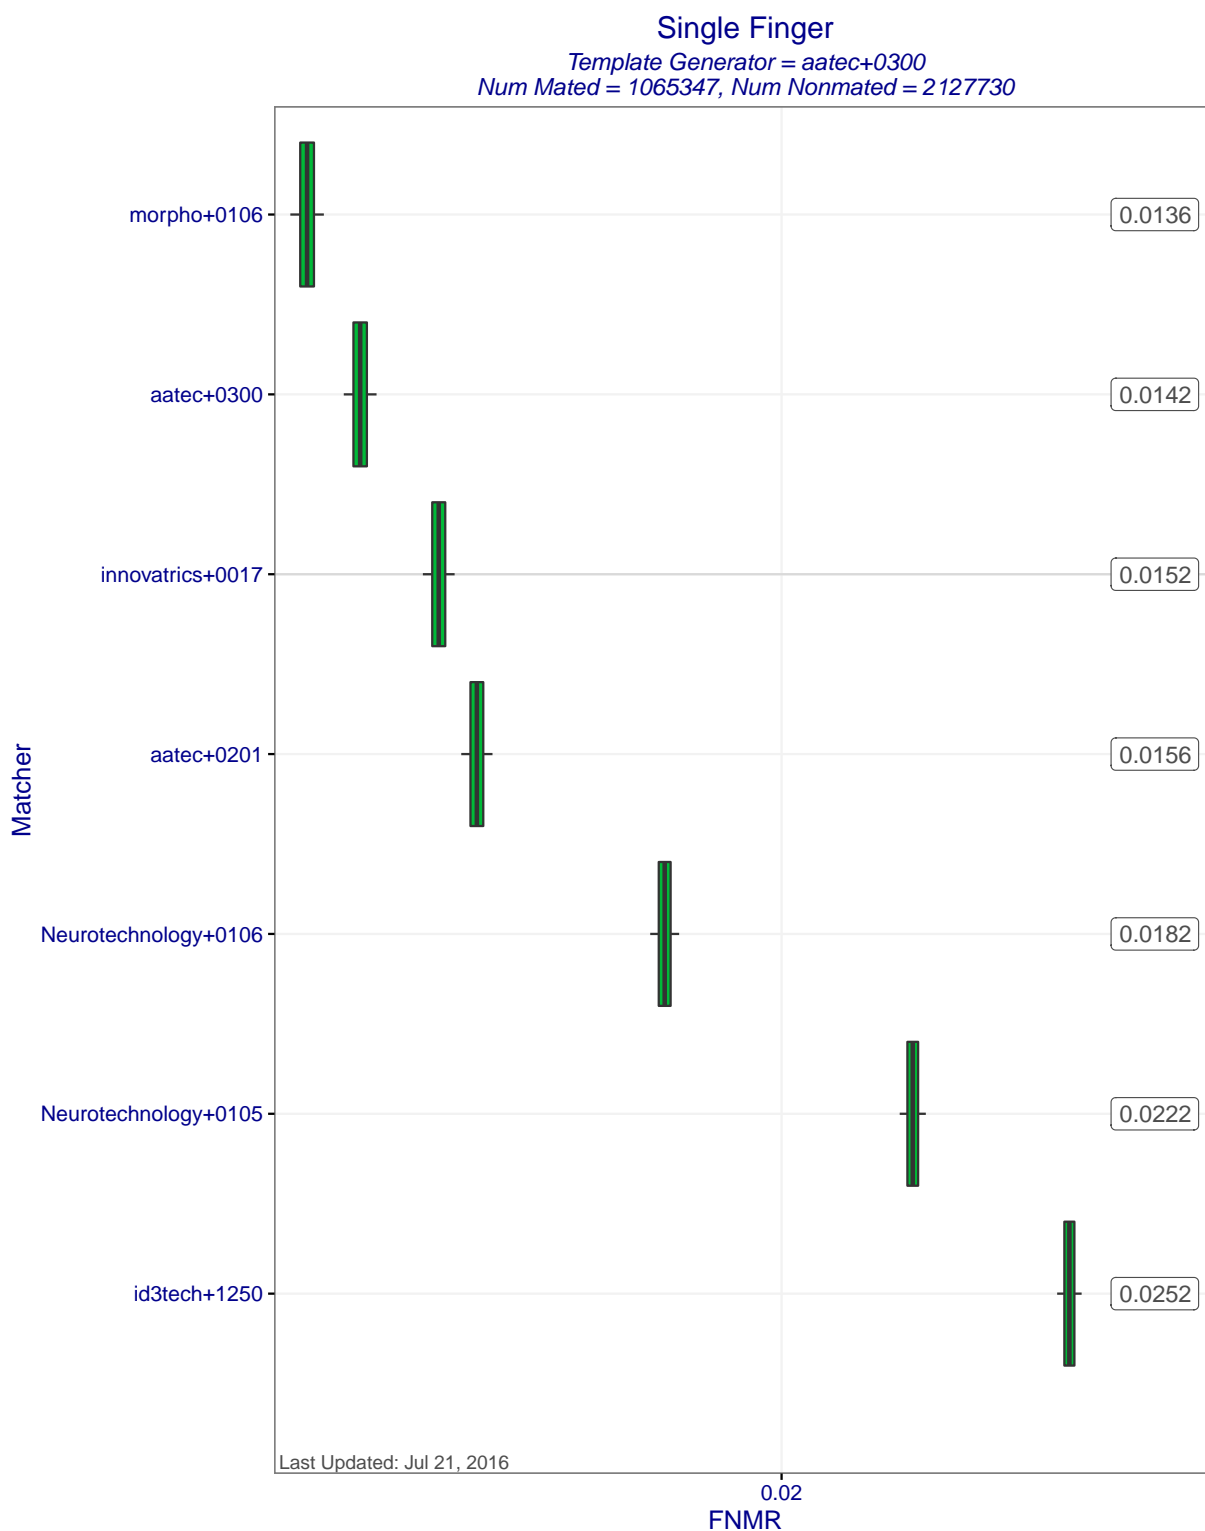 Single Finger
Template Generator = aatec+0300
Num Mated = 1065347, Num Nonmated = 2127730
morpho+0106
0.0136
aatec+0300
0.0142
innovatrics+0017
0.0152
aatec+0201
0.0156
Matcher
Neurotechnology+0106
0.0182
Neurotechnology+0105
0.0222
id3tech+1250
0.0252
Last Updated: Jul 21, 2016
0.02
FNMR